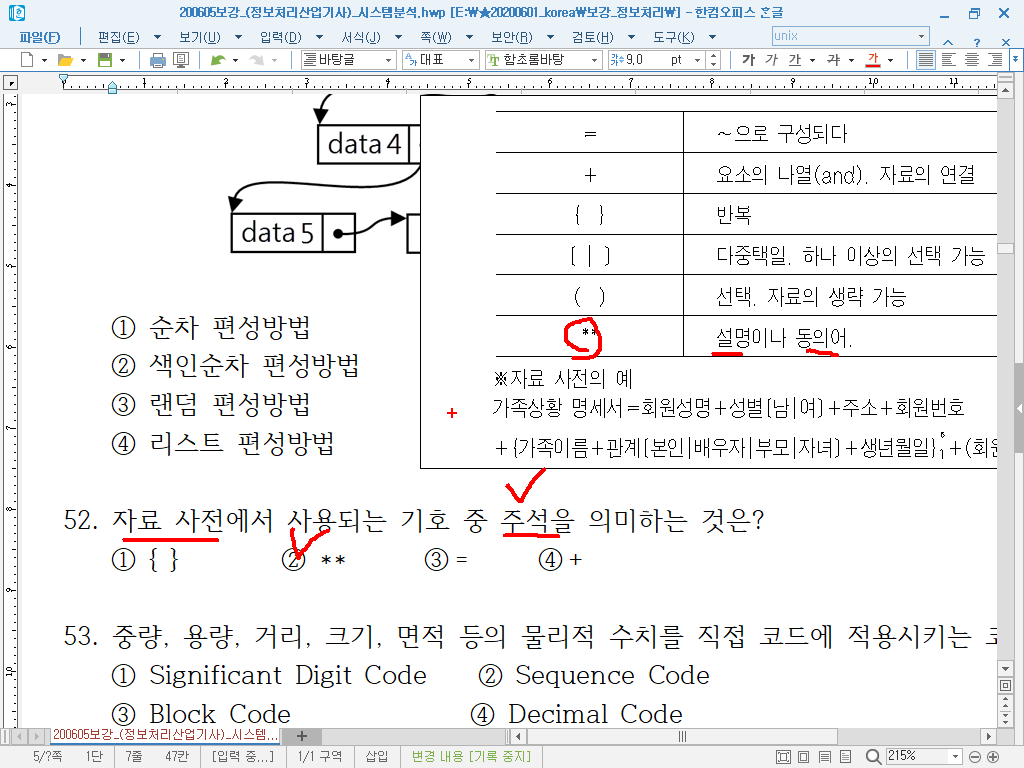 200605보강_(정보처리산업기사)_시스템분석.hwp [E:₩★20200601_korea₩보강_정보처리₩] - 한컴오피스 한글
파일(F) 편집(E) 보기(U) 입력(D) 서식(J) 쪽(W) 보안(R) 검토(H) 도구(K) unix
바탕글 대표 함초롬바탕 9,0 pt 가 가 가 가 가
1 2 3 4 5 6 7 8 9 10 11
data 4
data 5
= ～으로 구성되다
+ 요소의 나열(and). 자료의 연결
{ } 반복
[ | ] 다중택일. 하나 이상의 선택 가능
( ) 선택. 자료의 생략 가능
** 설명이나 동의어.
※자료 사전의 예
가족상황 명세서=회원성명+성별[남|여]+주소+회원번호
+{가족이름+관계[본인|배우자|부모|자녀]+생년월일}₁⁶+(회원
① 순차 편성방법
② 색인순차 편성방법
③ 랜덤 편성방법
④ 리스트 편성방법
52. 자료 사전에서 사용되는 기호 중 주석을 의미하는 것은?
① { } ② ** ③ = ④ +
53. 중량, 용량, 거리, 크기, 면적 등의 물리적 수치를 직접 코드에 적용시키는
① Significant Digit Code ② Sequence Code
③ Block Code ④ Decimal Code
200605보강_(정보처리산업기사)_시스템...
5/?쪽 1단 7줄 47칸 [입력 중...] 1/1 구역 삽입 변경 내용 [기록 중지] 215%